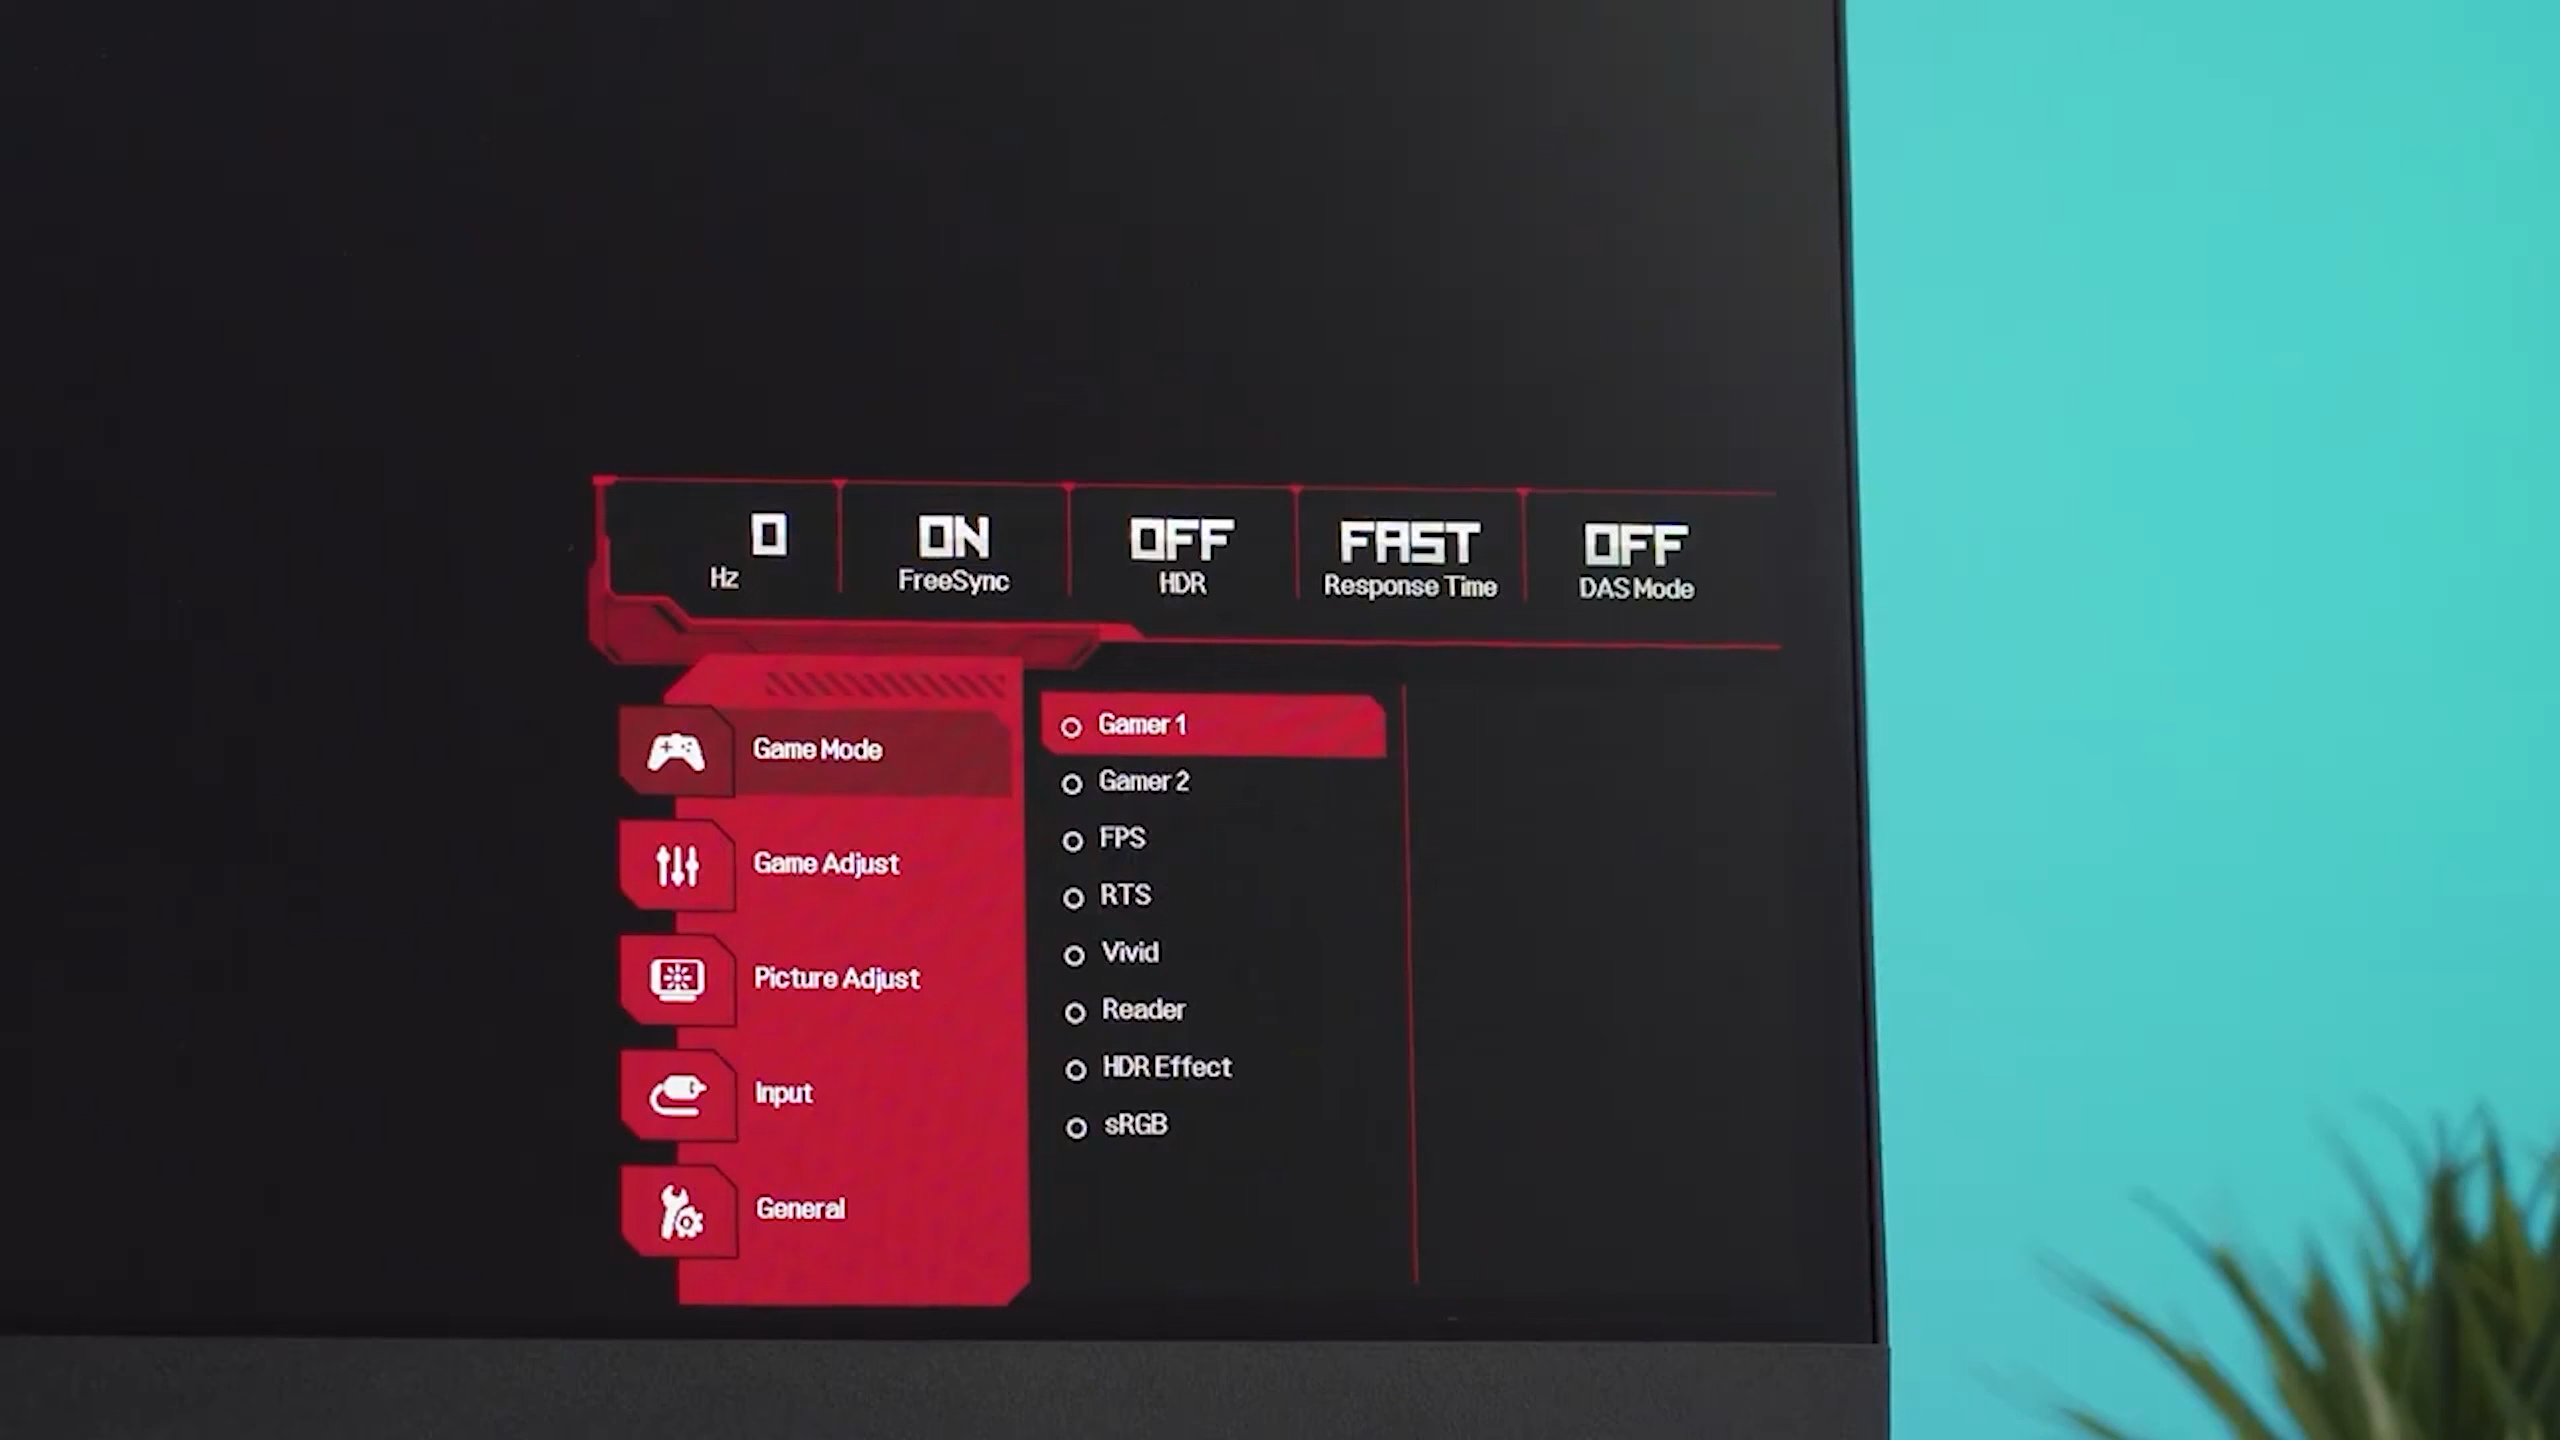 0
Hz
ON
FreeSync
OFF
HDR
FAST
Response Time
OFF
DAS Mode
Game Mode
Game Adjust
Picture Adjust
Input
General
Gamer 1
Gamer 2
FPS
RTS
Vivid
Reader
HDR Effect
sRGB